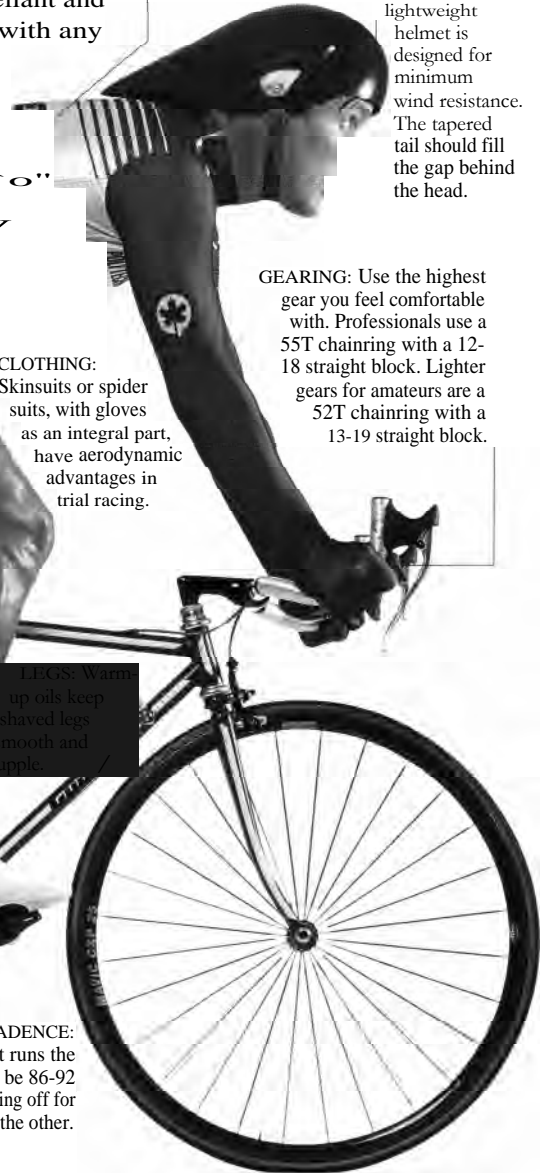 and
with any
o"
lightweight
helmet is
designed for
minimum
wind resistance.
The tapered
tail should fill
the gap behind
the head.
GEARING: Use the highest
gear you feel comfortable
with. Professionals use a
55T chainring with a 12-
18 straight block. Lighter
gears for amateurs are a
52T chainring with a
13-19 straight block.
CLOTHING:
Skinsuits or spider
suits, with gloves
as an integral part,
have aerodynamic
advantages in
trial racing.
LEGS: Warm-
up oils keep
shaved legs
smooth and
supple.
MAVIC
ADENCE:
t runs the
be 86-92
ing off for
the other.